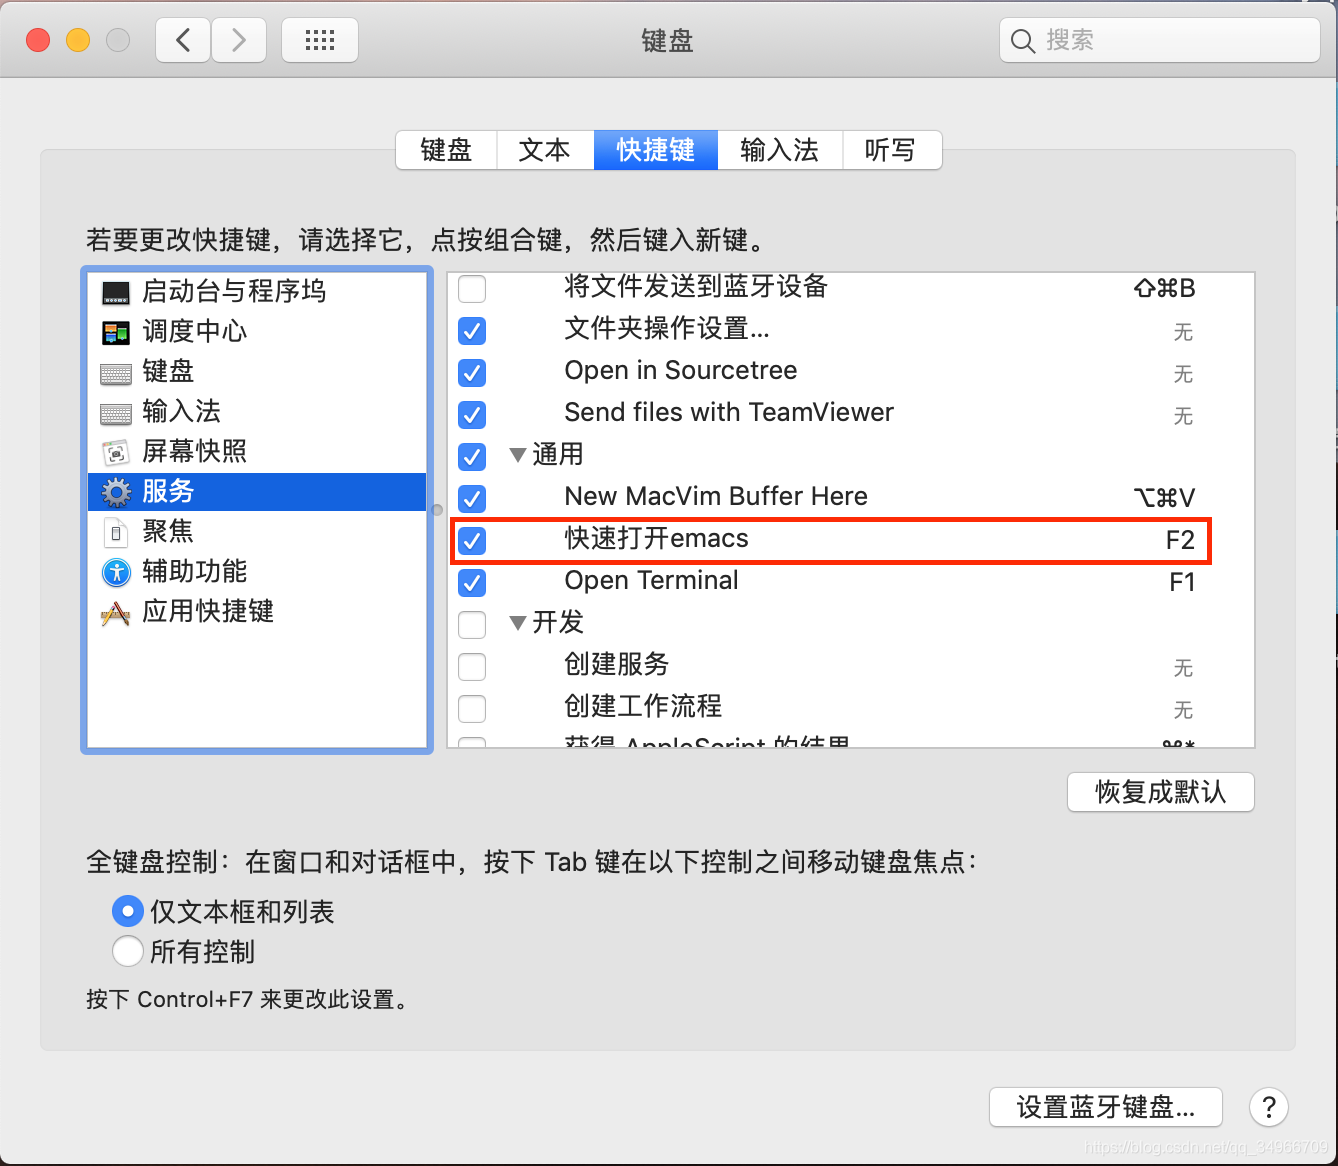 键盘
搜索
键盘 文本 快捷键 输入法 听写
若要更改快捷键，请选择它，点按组合键，然后键入新键。
启动台与程序坞
调度中心
键盘
输入法
屏幕快照
服务
聚焦
辅助功能
应用快捷键
将文件发送到蓝牙设备 ⇧⌘B
文件夹操作设置... 无
Open in Sourcetree 无
Send files with TeamViewer 无
通用
New MacVim Buffer Here ⌥⌘V
快速打开emacs F2
Open Terminal F1
开发
创建服务 无
创建工作流程 无
获得 AppleScript 的结果 ⌘*
恢复成默认
全键盘控制：在窗口和对话框中，按下 Tab 键在以下控制之间移动键盘焦点：
仅文本框和列表
所有控制
按下 Control+F7 来更改此设置。
设置蓝牙键盘... ?
https://blog.csdn.net/qq_34966709